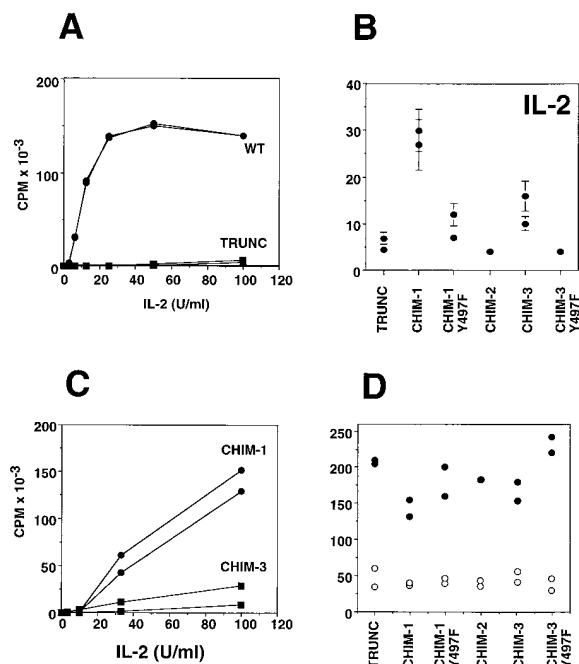 A
CPM x 10⁻³
200
150
100
50
0
0 20 40 60 80 100 120
WT
TRUNC
IL-2 (U/ml)
B
IL-2
40
30
20
10
0
TRUNC
CHIM-1
CHIM-1 Y497F
CHIM-2
CHIM-3
CHIM-3 Y497F
C
CPM x 10⁻³
200
150
100
50
0
0 20 40 60 80 100 120
CHIM-1
CHIM-3
IL-2 (U/ml)
D
250
200
150
100
50
0
TRUNC
CHIM-1
CHIM-1 Y497F
CHIM-2
CHIM-3
CHIM-3 Y497F